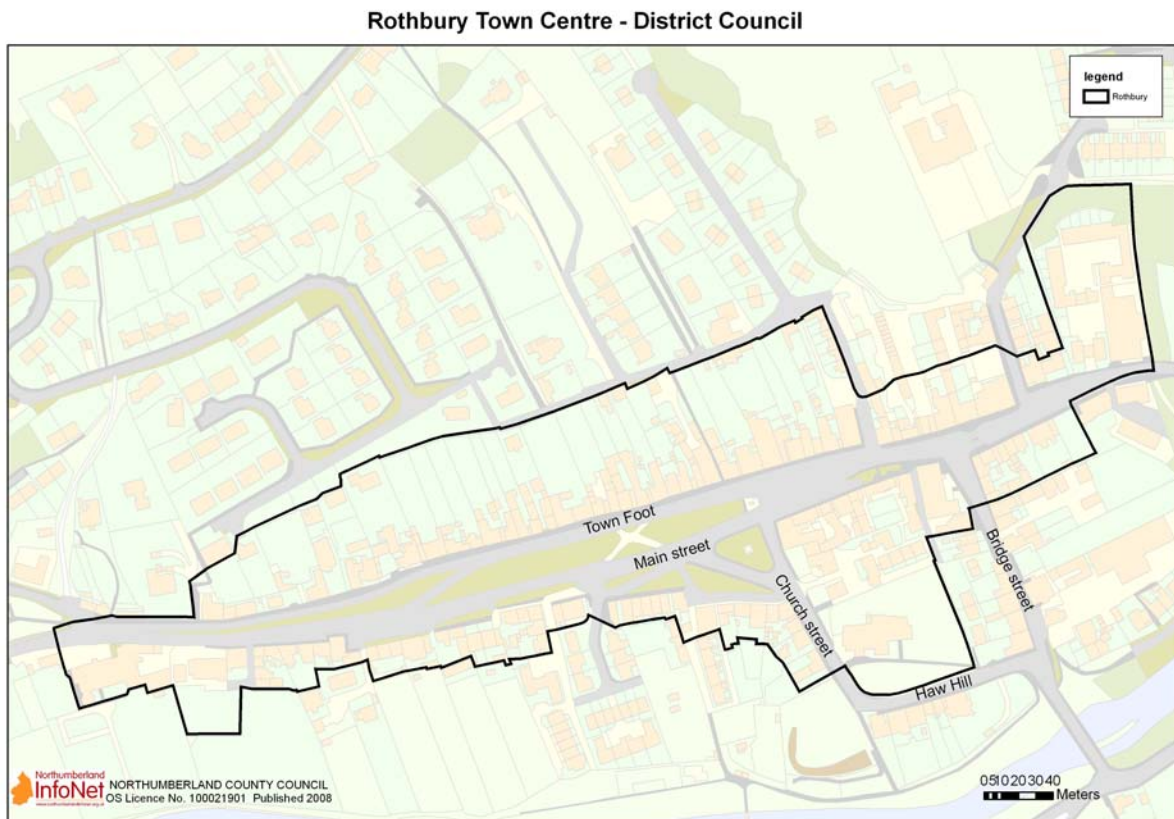 Rothbury Town Centre - District Council
legend
Rothbury
Town Foot
Main street
Church street
Bridge street
Haw Hill
Northumberland
InfoNet
NORTHUMBERLAND COUNTY COUNCIL
OS Licence No. 100021901 Published 2008
0510203040
Meters